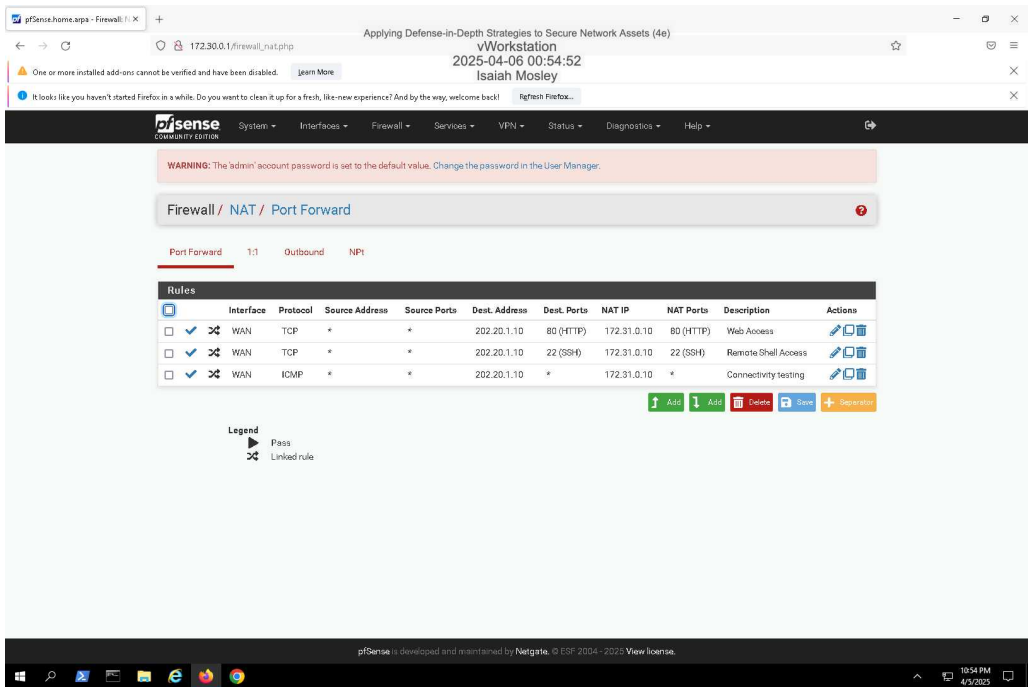 pfSense.home.arpa - Firewall: N
Applying Defense-in-Depth Strategies to Secure Network Assets (4e)
172.30.0.1/firewall_nat.php
vWorkstation
2025-04-06 00:54:52
Isaiah Mosley
One or more installed add-ons cannot be verified and have been disabled. Learn More
It looks like you haven't started Firefox in a while. Do you want to clean it up for a fresh, like-new experience? And by the way, welcome back! Refresh Firefox...
pfsense System Interfaces Firewall Services VPN Status Diagnostics Help
COMMUNITY EDITION
WARNING: The 'admin' account password is set to the default value. Change the password in the User Manager.
Firewall / NAT / Port Forward
Port Forward 1:1 Outbound NPt
Rules
Interface Protocol Source Address Source Ports Dest. Address Dest. Ports NAT IP NAT Ports Description Actions
WAN TCP * * 202.20.1.10 80 (HTTP) 172.31.0.10 80 (HTTP) Web Access
WAN TCP * * 202.20.1.10 22 (SSH) 172.31.0.10 22 (SSH) Remote Shell Access
WAN ICMP * * 202.20.1.10 * 172.31.0.10 * Connectivity testing
Add Add Delete Save Separator
Legend
Pass
Linked rule
pfSense is developed and maintained by Netgate. © ESF 2004 - 2025 View license.
10:54 PM
4/5/2025